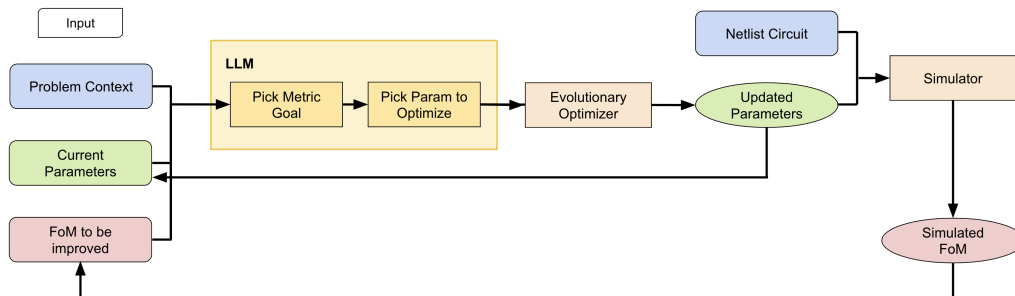 Input
Problem Context
Current
Parameters
FoM to be
improved
LLM
Pick Metric
Goal
Pick Param to
Optimize
Evolutionary
Optimizer
Netlist Circuit
Updated
Parameters
Simulator
Simulated
FoM